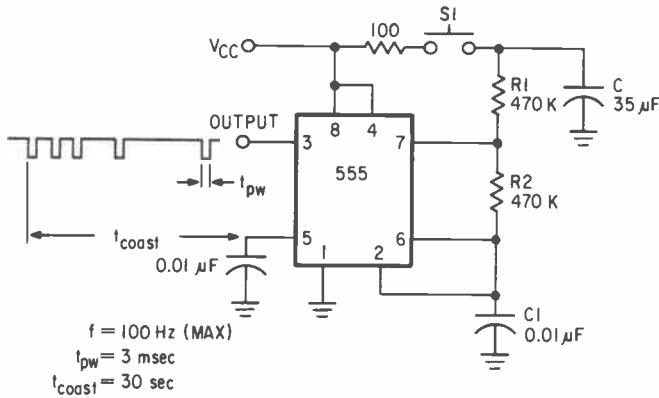 S1
100
VCC
R1
470 K
C
35 µF
OUTPUT
8 4
3
7
555
R2
470 K
tpw
tcoast
5
6
1
2
0.01 µF
C1
0.01 µF
f = 100 Hz (MAX)
tpw = 3 msec
tcoast = 30 sec